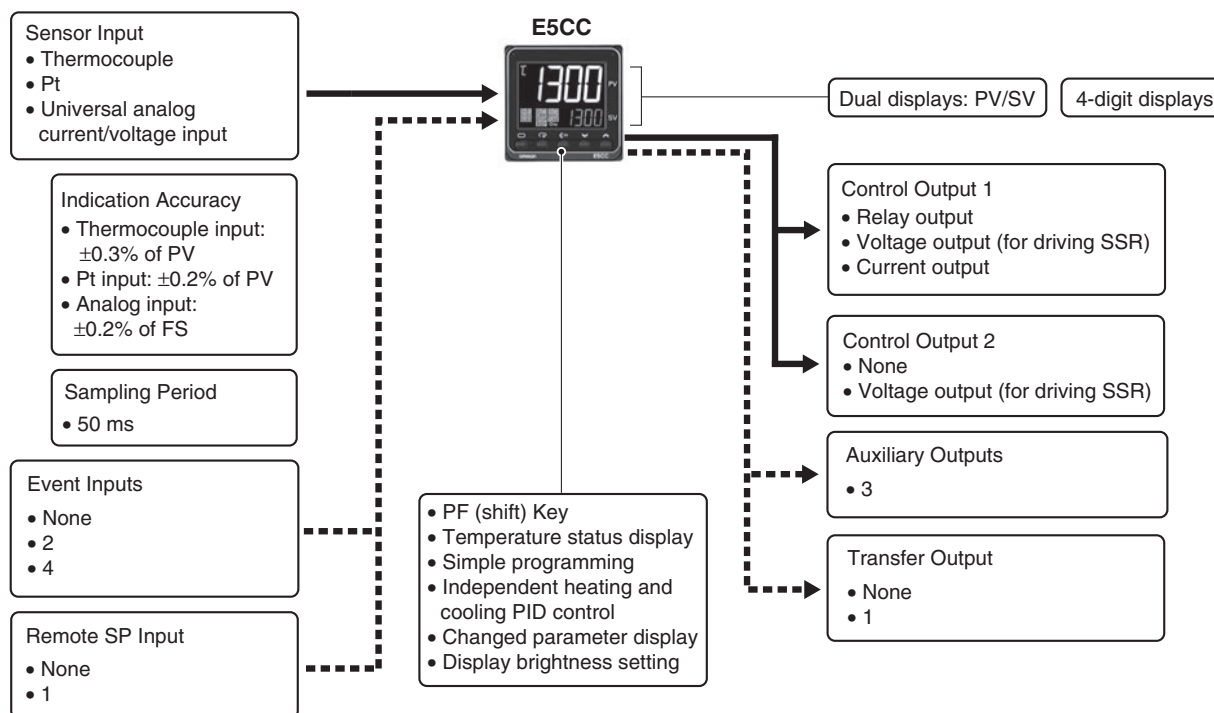 Sensor Input
• Thermocouple
• Pt
• Universal analog
current/voltage input
Indication Accuracy
• Thermocouple input:
±0.3% of PV
• Pt input: ±0.2% of PV
• Analog input:
±0.2% of FS
Sampling Period
• 50 ms
Event Inputs
• None
• 2
• 4
Remote SP Input
• None
• 1
E5CC
1300
PV
1300
SV
OMRON
E5CC
• PF (shift) Key
• Temperature status display
• Simple programming
• Independent heating and
cooling PID control
• Changed parameter display
• Display brightness setting
Dual displays: PV/SV
4-digit displays
Control Output 1
• Relay output
• Voltage output (for driving SSR)
• Current output
Control Output 2
• None
• Voltage output (for driving SSR)
Auxiliary Outputs
• 3
Transfer Output
• None
• 1